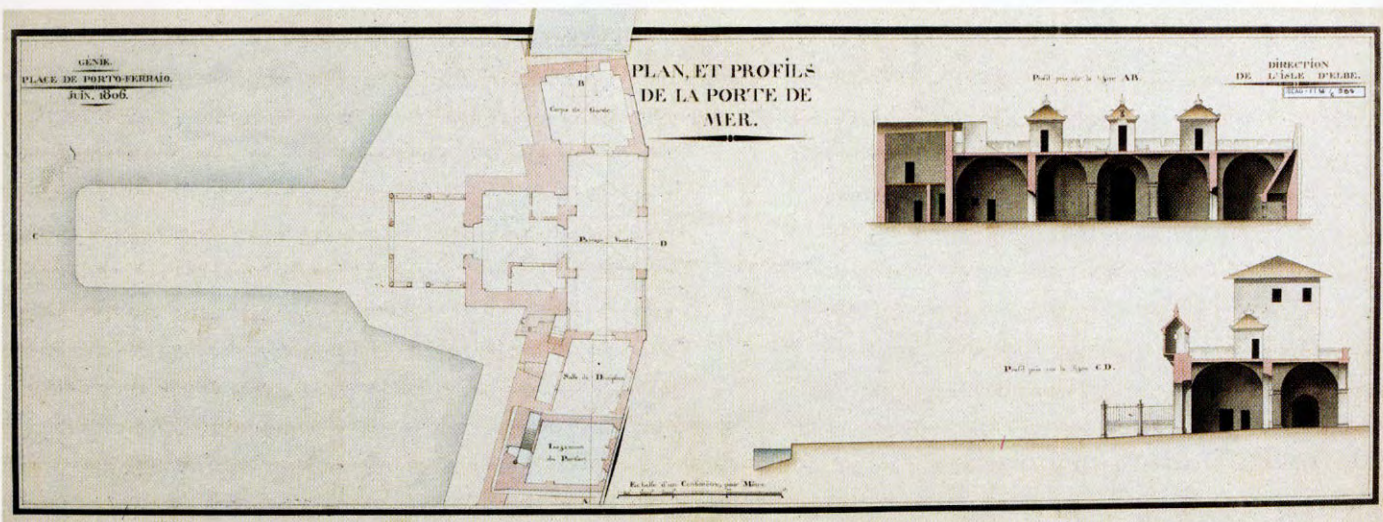 GÉNIE.
PLACE DE PORTO-FERRAIO.
JUIN, 1806.
PLAN, ET PROFILS
DE LA PORTE DE
MER.
DIRECTION
DE L'ISLE D'ELBE.
Profil pris sur la ligne AB.
B
Corps de Garde
C
Passage Voûté
D
Salle de Discipline
Logement
du Portier
A
Profil pris sur la ligne C.D.
Echelle d'un Centimètre, pour Mètre.